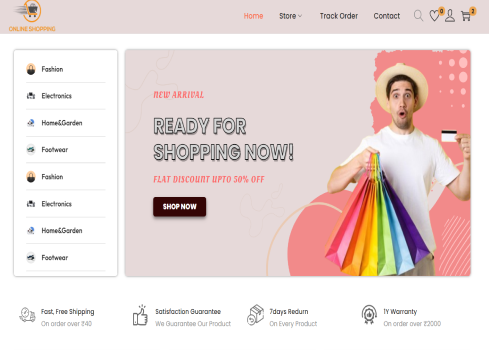 ONLINE SHOPPING
Home
Store
Track Order
Contact
0
2
Fashion
Electronics
Home&Garden
Footwear
Fashion
Electronics
Home&Garden
Footwear
NEW ARRIVAL
READY FOR
SHOPPING NOW!
FLAT DISCOUNT UPTO 50% OFF
SHOP NOW
Fast, Free Shipping
On order over ₹40
Satisfaction Guarantee
We Guarantee Our Product
7days Redurn
On Every Product
1Y Warranty
On order over ₹2000